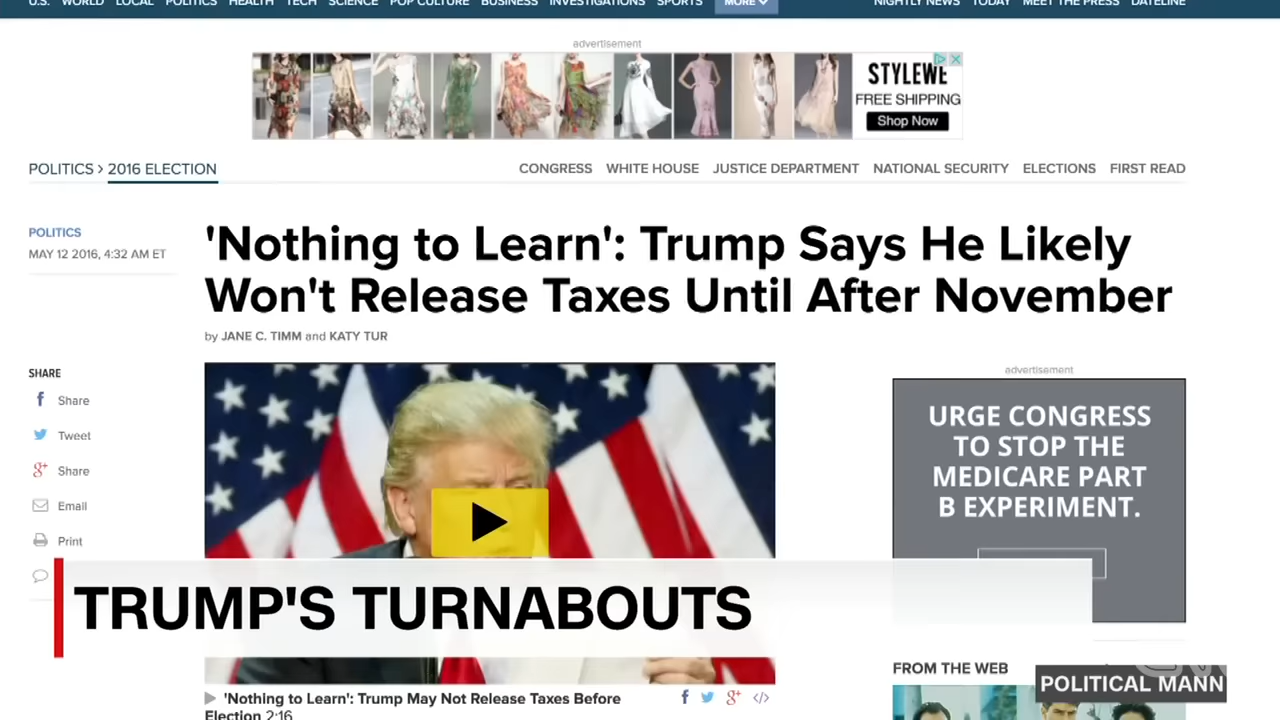 U.S. WORLD LOCAL POLITICS HEALTH TECH SCIENCE POP CULTURE BUSINESS INVESTIGATIONS SPORTS MORE NIGHTLY NEWS TODAY MEET THE PRESS DATELINE
advertisement
STYLEWE
FREE SHIPPING
Shop Now
POLITICS > 2016 ELECTION
CONGRESS WHITE HOUSE JUSTICE DEPARTMENT NATIONAL SECURITY ELECTIONS FIRST READ
POLITICS
MAY 12 2016, 4:32 AM ET
'Nothing to Learn': Trump Says He Likely
Won't Release Taxes Until After November
by JANE C. TIMM and KATY TUR
SHARE
Share
Tweet
Share
Email
Print
advertisement
URGE CONGRESS
TO STOP THE
MEDICARE PART
B EXPERIMENT.
TRUMP'S TURNABOUTS
'Nothing to Learn': Trump May Not Release Taxes Before
Election 2:16
FROM THE WEB
CNN
POLITICAL MANN